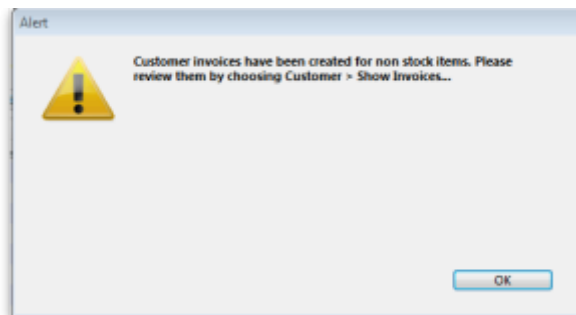 Alert
Customer invoices have been created for non stock items. Please
review them by choosing Customer > Show Invoices...
OK